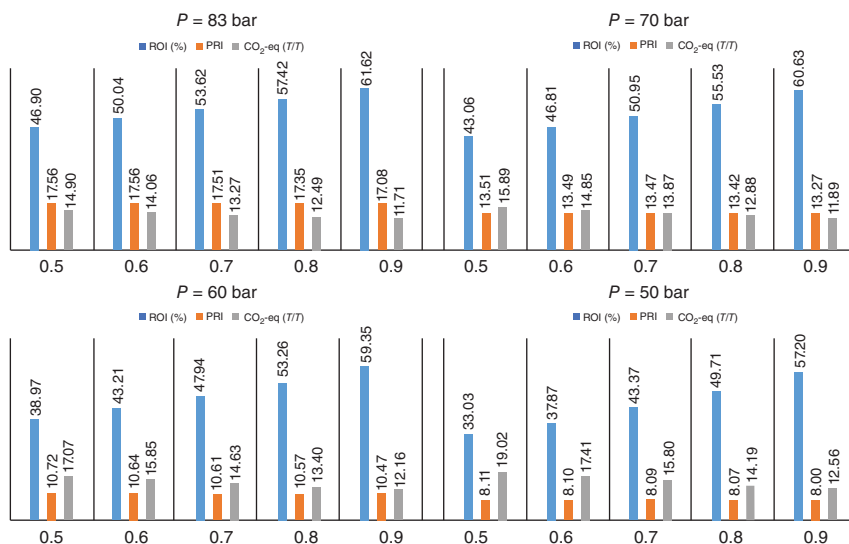 P = 83 bar
ROI (%) PRI CO₂-eq (T/T)
46.90 17.56 14.90 50.04 17.56 14.06 53.62 17.51 13.27 57.42 17.35 12.49 61.62 17.08 11.71
0.5 0.6 0.7 0.8 0.9
P = 70 bar
ROI (%) PRI CO₂-eq (T/T)
43.06 13.51 15.89 46.81 13.49 14.85 50.95 13.47 13.87 55.53 13.42 12.88 60.63 13.27 11.89
0.5 0.6 0.7 0.8 0.9
P = 60 bar
ROI (%) PRI CO₂-eq (T/T)
38.97 10.72 17.07 43.21 10.64 15.85 47.94 10.61 14.63 53.26 10.57 13.40 59.35 10.47 12.16
0.5 0.6 0.7 0.8 0.9
P = 50 bar
ROI (%) PRI CO₂-eq (T/T)
33.03 8.11 19.02 37.87 8.10 17.41 43.37 8.09 15.80 49.71 8.07 14.19 57.20 8.00 12.56
0.5 0.6 0.7 0.8 0.9